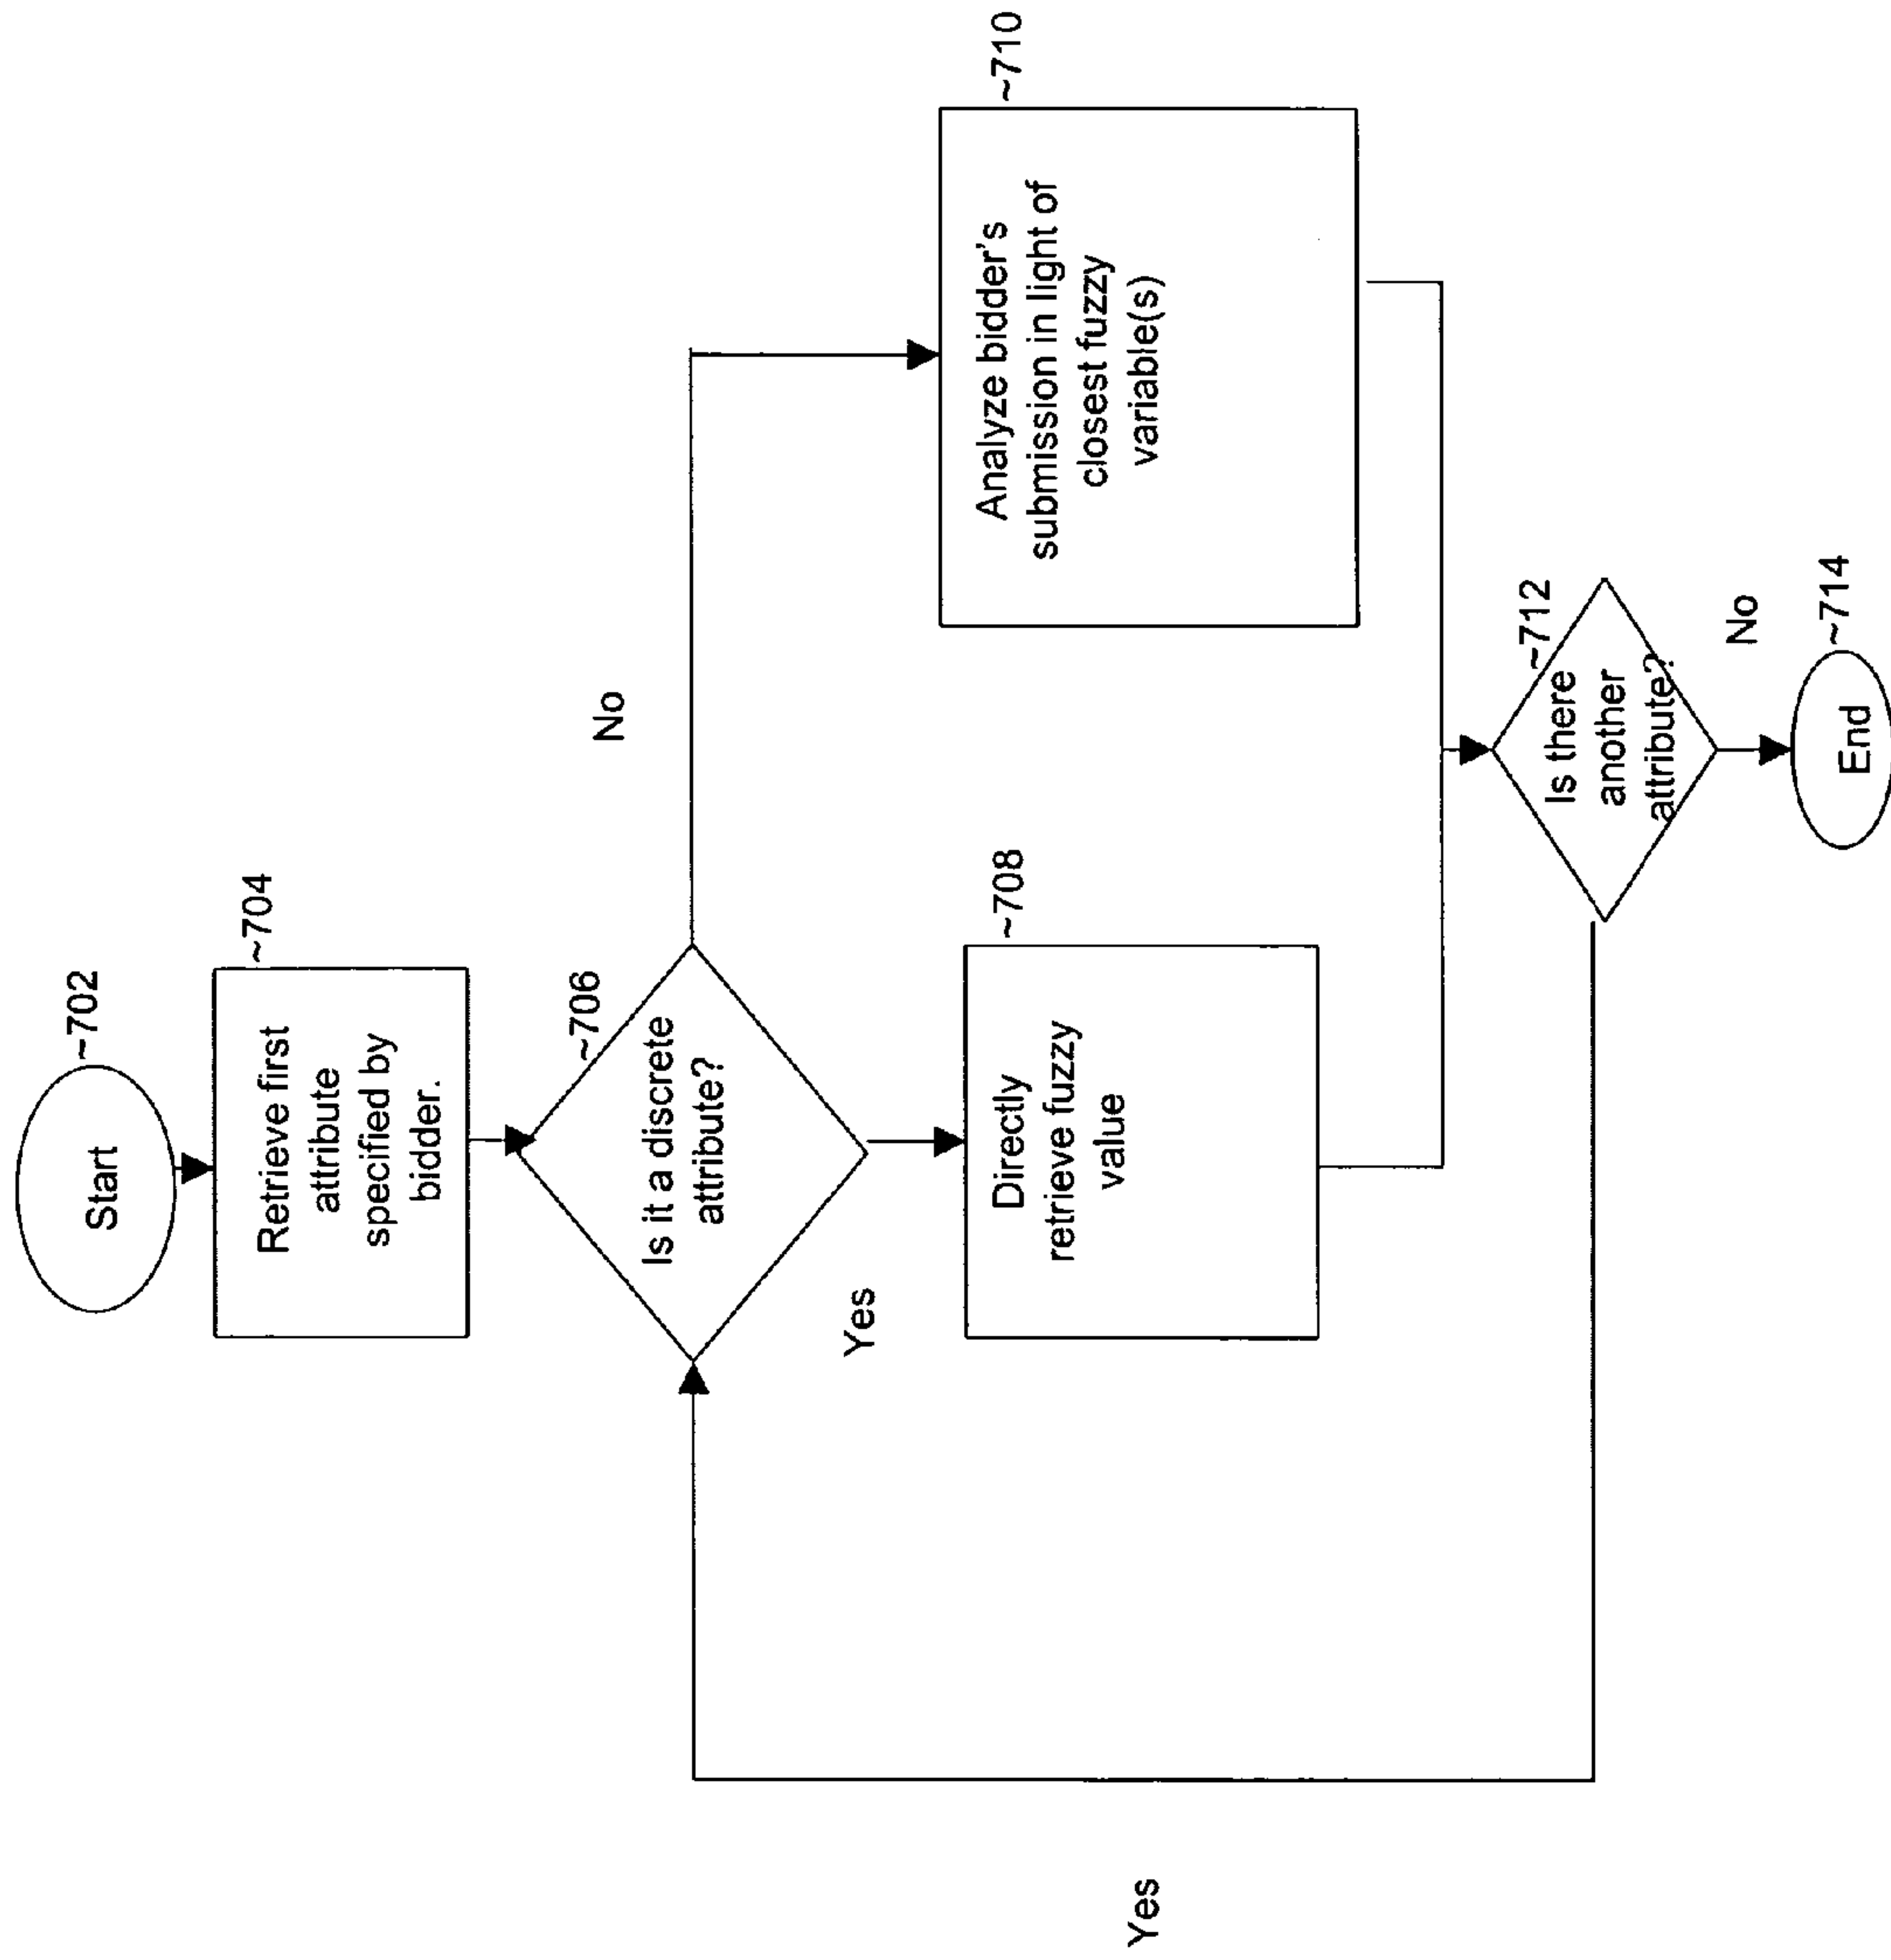 Start
~702
Retrieve first
attribute
specified by
bidder.
~704
Is it a discrete
attribute?
~706
No
Yes
Directly
retrieve fuzzy
value
~708
Analyze bidder's
submission in light of
closest fuzzy
variable(s)
~710
Is there
another
attribute?
~712
Yes
No
End
~714